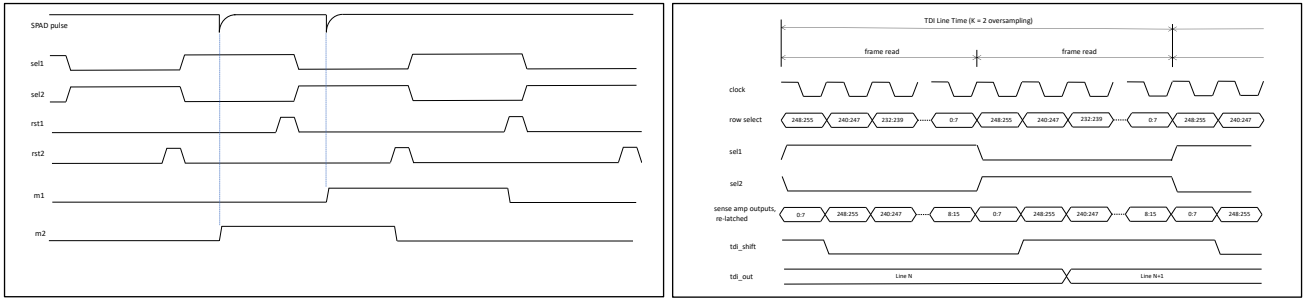 SPAD pulse
sel1
sel2
rst1
rst2
m1
m2
TDI Line Time (K = 2 oversampling)
frame read frame read
clock
row select 248:255 240:247 232:239 0:7 248:255 240:247 232:239 0:7 248:255 240:247
sel1
sel2
sense amp outputs,
re-latched 0:7 248:255 240:247 8:15 0:7 248:255 240:247 8:15 0:7 248:255
tdi_shift
tdi_out Line N Line N+1